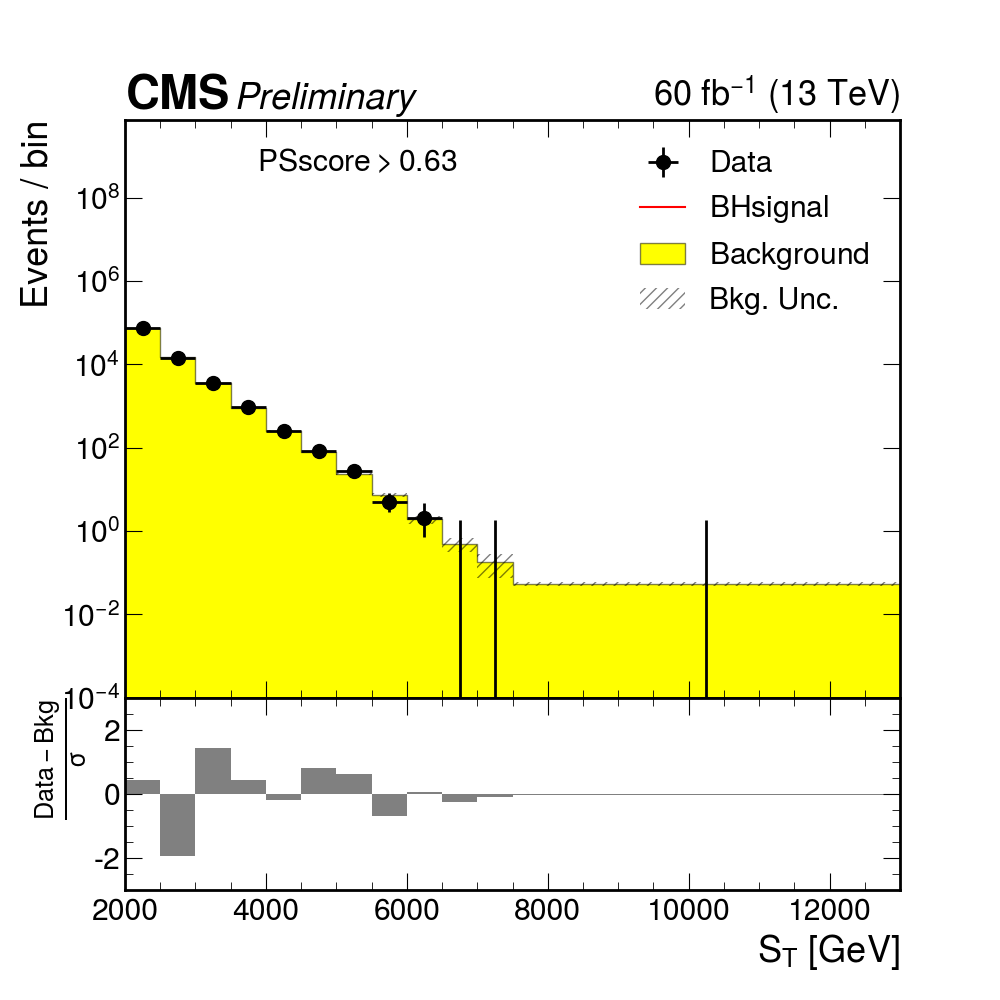 CMS Preliminary
60 fb⁻¹ (13 TeV)
Events / bin
PSscore > 0.63
Data
BHsignal
Background
Bkg. Unc.
10⁸
10⁶
10⁴
10²
10⁰
10⁻²
10⁻⁴
Data – Bkg
σ
2
0
-2
2000 4000 6000 8000 10000 12000
S_T [GeV]